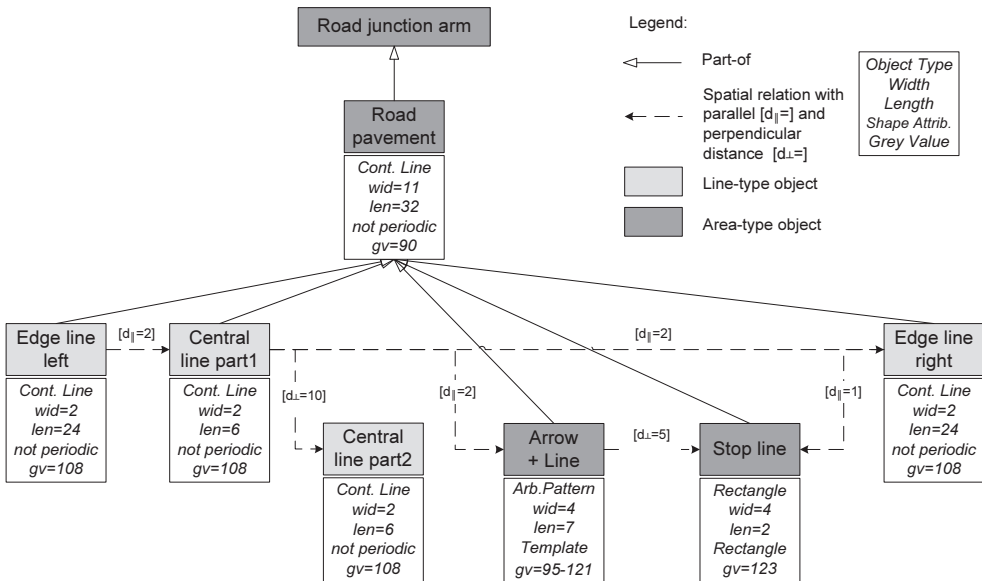 Road junction arm
Legend:
Part-of
Spatial relation with
parallel [d∥=] and
perpendicular
distance [d⊥=]
Line-type object
Area-type object
Object Type
Width
Length
Shape Attrib.
Grey Value
Road
pavement
Cont. Line
wid=11
len=32
not periodic
gv=90
Edge line
left
Cont. Line
wid=2
len=24
not periodic
gv=108
[d∥=2]
Central
line part1
Cont. Line
wid=2
len=6
not periodic
gv=108
[d⊥=10]
Central
line part2
Cont. Line
wid=2
len=6
not periodic
gv=108
[d∥=2]
Arrow
+ Line
Arb.Pattern
wid=4
len=7
Template
gv=95-121
[d⊥=5]
Stop line
Rectangle
wid=4
len=2
Rectangle
gv=123
[d∥=2]
[d∥=1]
Edge line
right
Cont. Line
wid=2
len=24
not periodic
gv=108